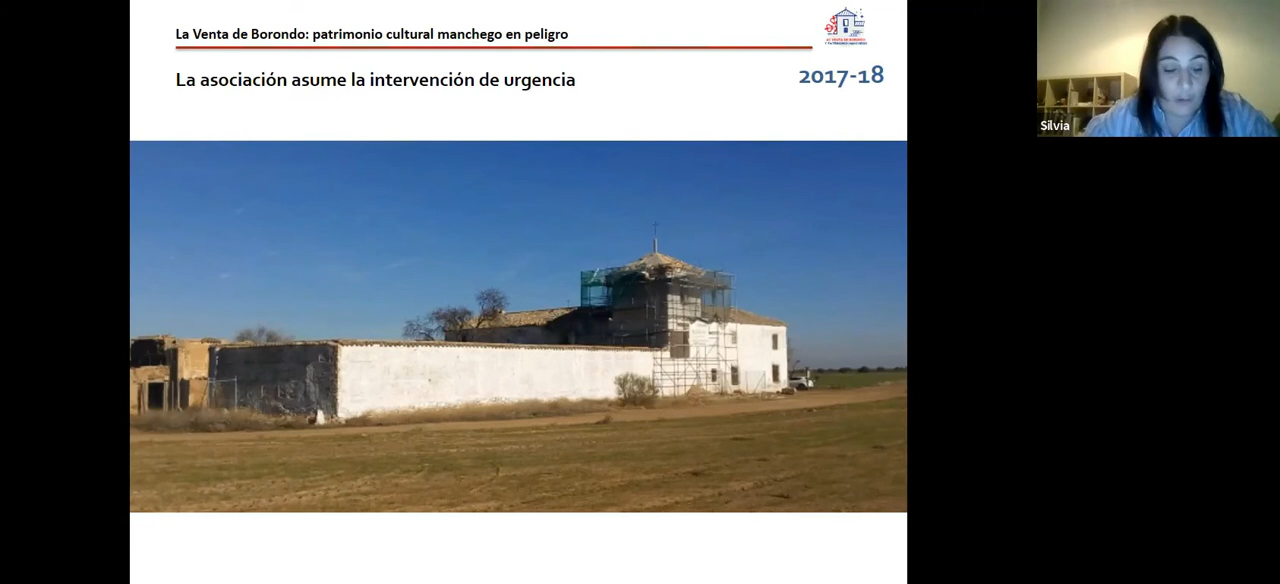 La Venta de Borondo: patrimonio cultural manchego en peligro
La asociación asume la intervención de urgencia
2017-18
Silvia